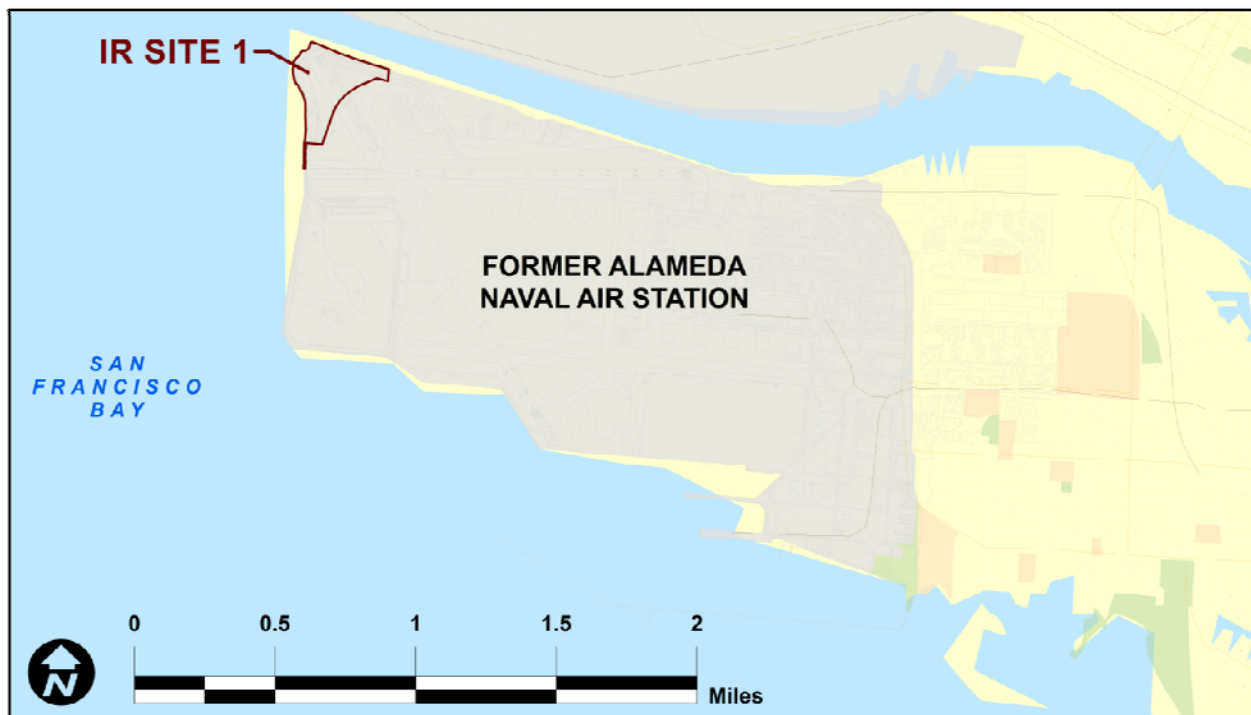 IR SITE 1
FORMER ALAMEDA
NAVAL AIR STATION
SAN
FRANCISCO
BAY
0 0.5 1 1.5 2
Miles
N